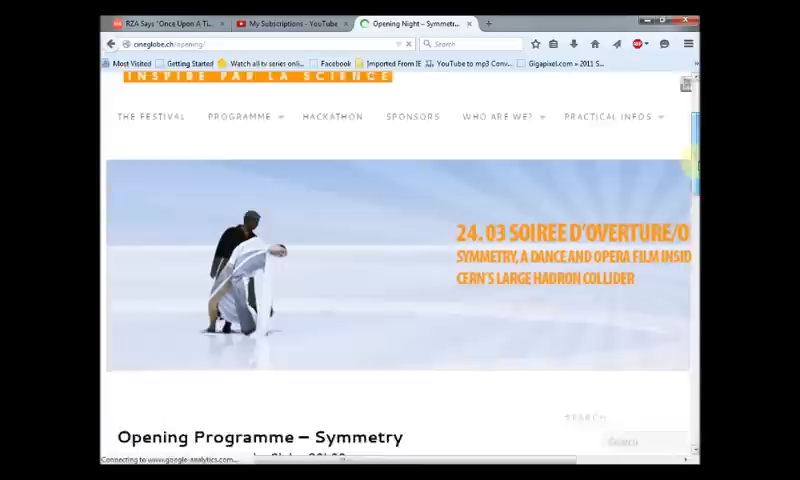 RZA Says "Once Upon A Ti...
My Subscriptions - YouTube
Opening Night – Symmetr...
cineglobe.ch/opening/
Search
Most Visited
Getting Started
Watch all tv series onlin...
Facebook
Imported From IE
YouTube to mp3 Conv...
Gigapixel.com » 2011 S...
INSPIRE PAR LA SCIENCE
You
THE FESTIVAL
PROGRAMME
HACKATHON
SPONSORS
WHO ARE WE?
PRACTICAL INFOS
24. 03 SOIREE D'OVERTURE/O
SYMMETRY, A DANCE AND OPERA FILM INSID
CERN'S LARGE HADRON COLLIDER
SEARCH
Opening Programme – Symmetry
Search
Connecting to www.google-analytics.com...